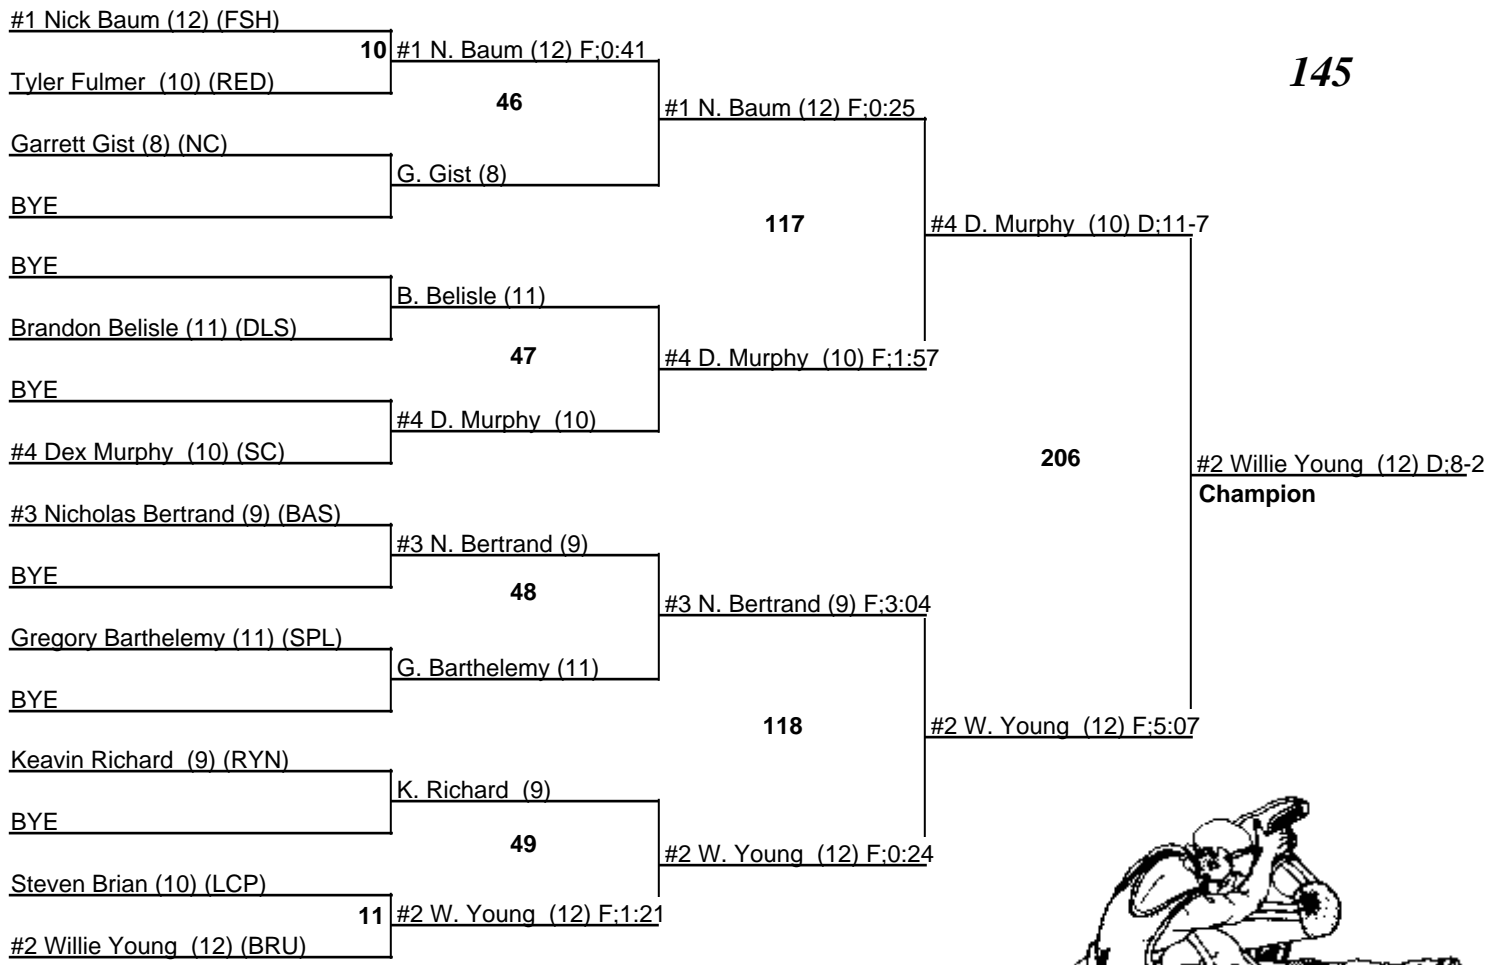 #1 Nick Baum (12) (FSH)
10 #1 N. Baum (12) F;0:41
145
Tyler Fulmer (10) (RED)
46
#1 N. Baum (12) F;0:25
Garrett Gist (8) (NC)
G. Gist (8)
BYE
117
#4 D. Murphy (10) D;11-7
BYE
B. Belisle (11)
Brandon Belisle (11) (DLS)
47
#4 D. Murphy (10) F;1:57
BYE
#4 D. Murphy (10)
#4 Dex Murphy (10) (SC)
206
#2 Willie Young (12) D;8-2
Champion
#3 Nicholas Bertrand (9) (BAS)
#3 N. Bertrand (9)
BYE
48
#3 N. Bertrand (9) F;3:04
Gregory Barthelemy (11) (SPL)
G. Barthelemy (11)
BYE
118
#2 W. Young (12) F;5:07
Keavin Richard (9) (RYN)
K. Richard (9)
BYE
49
#2 W. Young (12) F;0:24
Steven Brian (10) (LCP)
11 #2 W. Young (12) F;1:21
#2 Willie Young (12) (BRU)